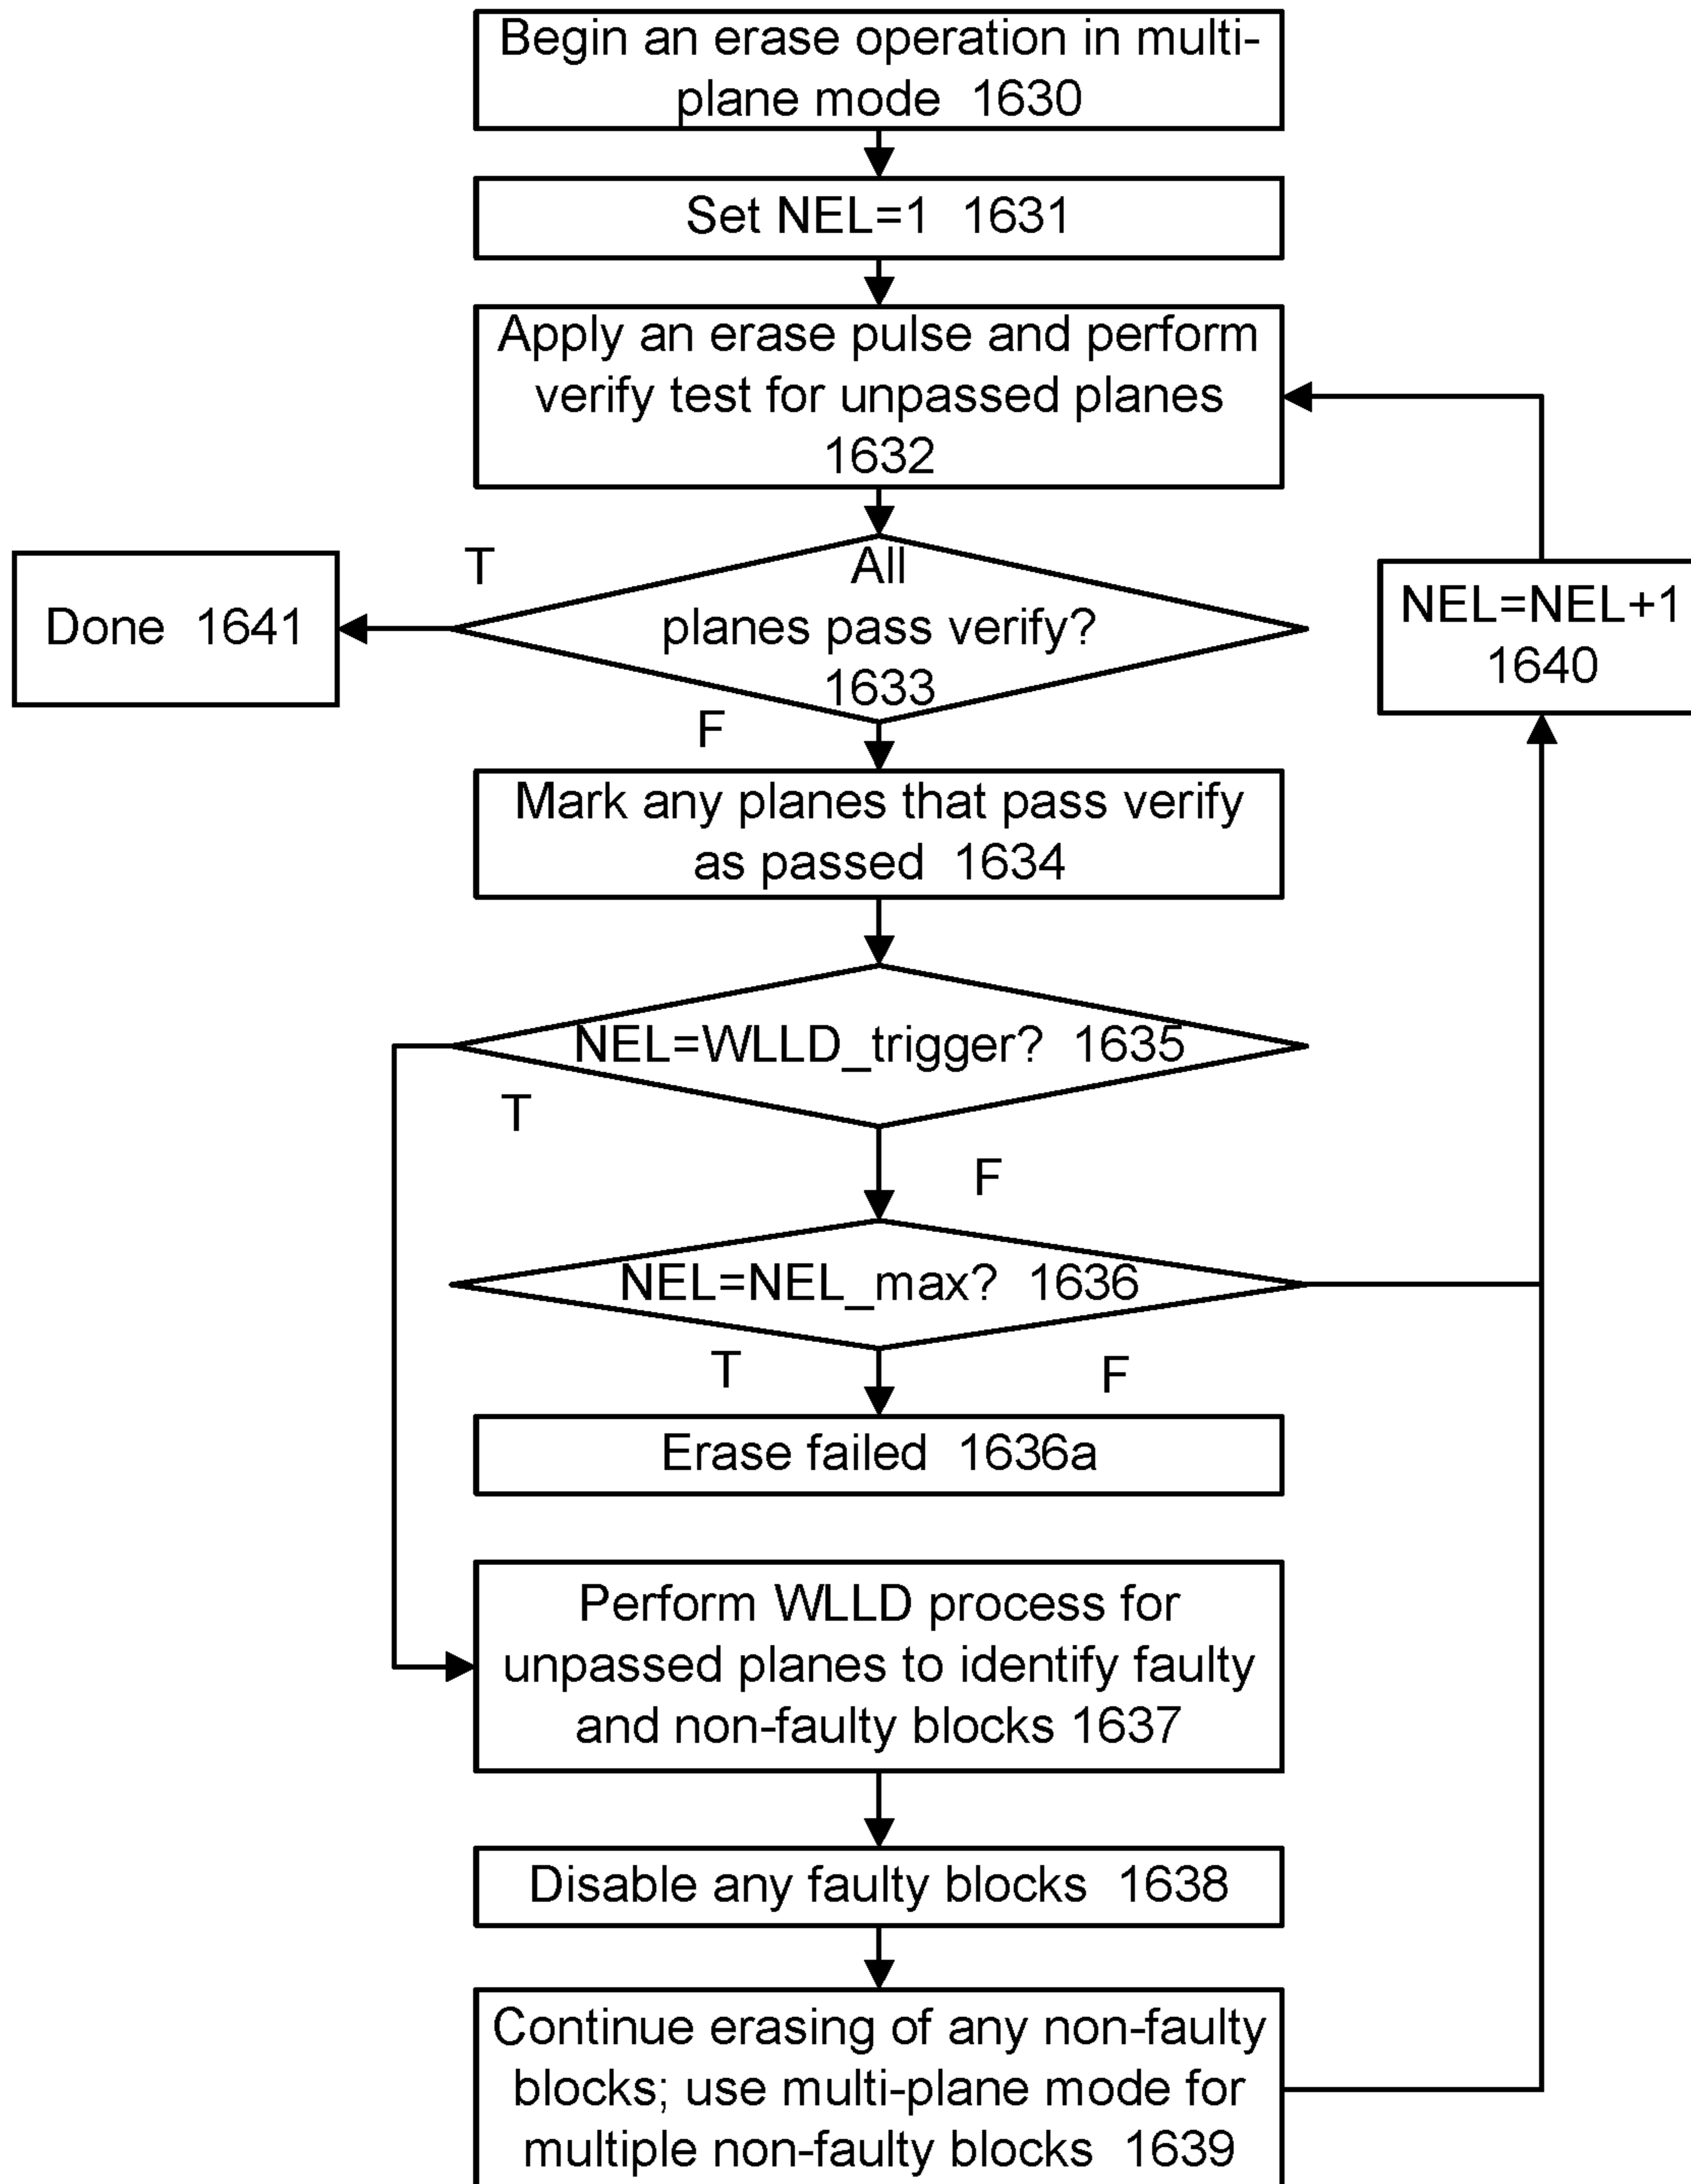 Begin an erase operation in multi-
plane mode  1630
Set NEL=1  1631
Apply an erase pulse and perform
verify test for unpassed planes
1632
T
All
planes pass verify?
1633
Done  1641
NEL=NEL+1
1640
F
Mark any planes that pass verify
as passed  1634
NEL=WLLD_trigger?  1635
T
F
NEL=NEL_max?  1636
T
F
Erase failed  1636a
Perform WLLD process for
unpassed planes to identify faulty
and non-faulty blocks 1637
Disable any faulty blocks  1638
Continue erasing of any non-faulty
blocks; use multi-plane mode for
multiple non-faulty blocks  1639